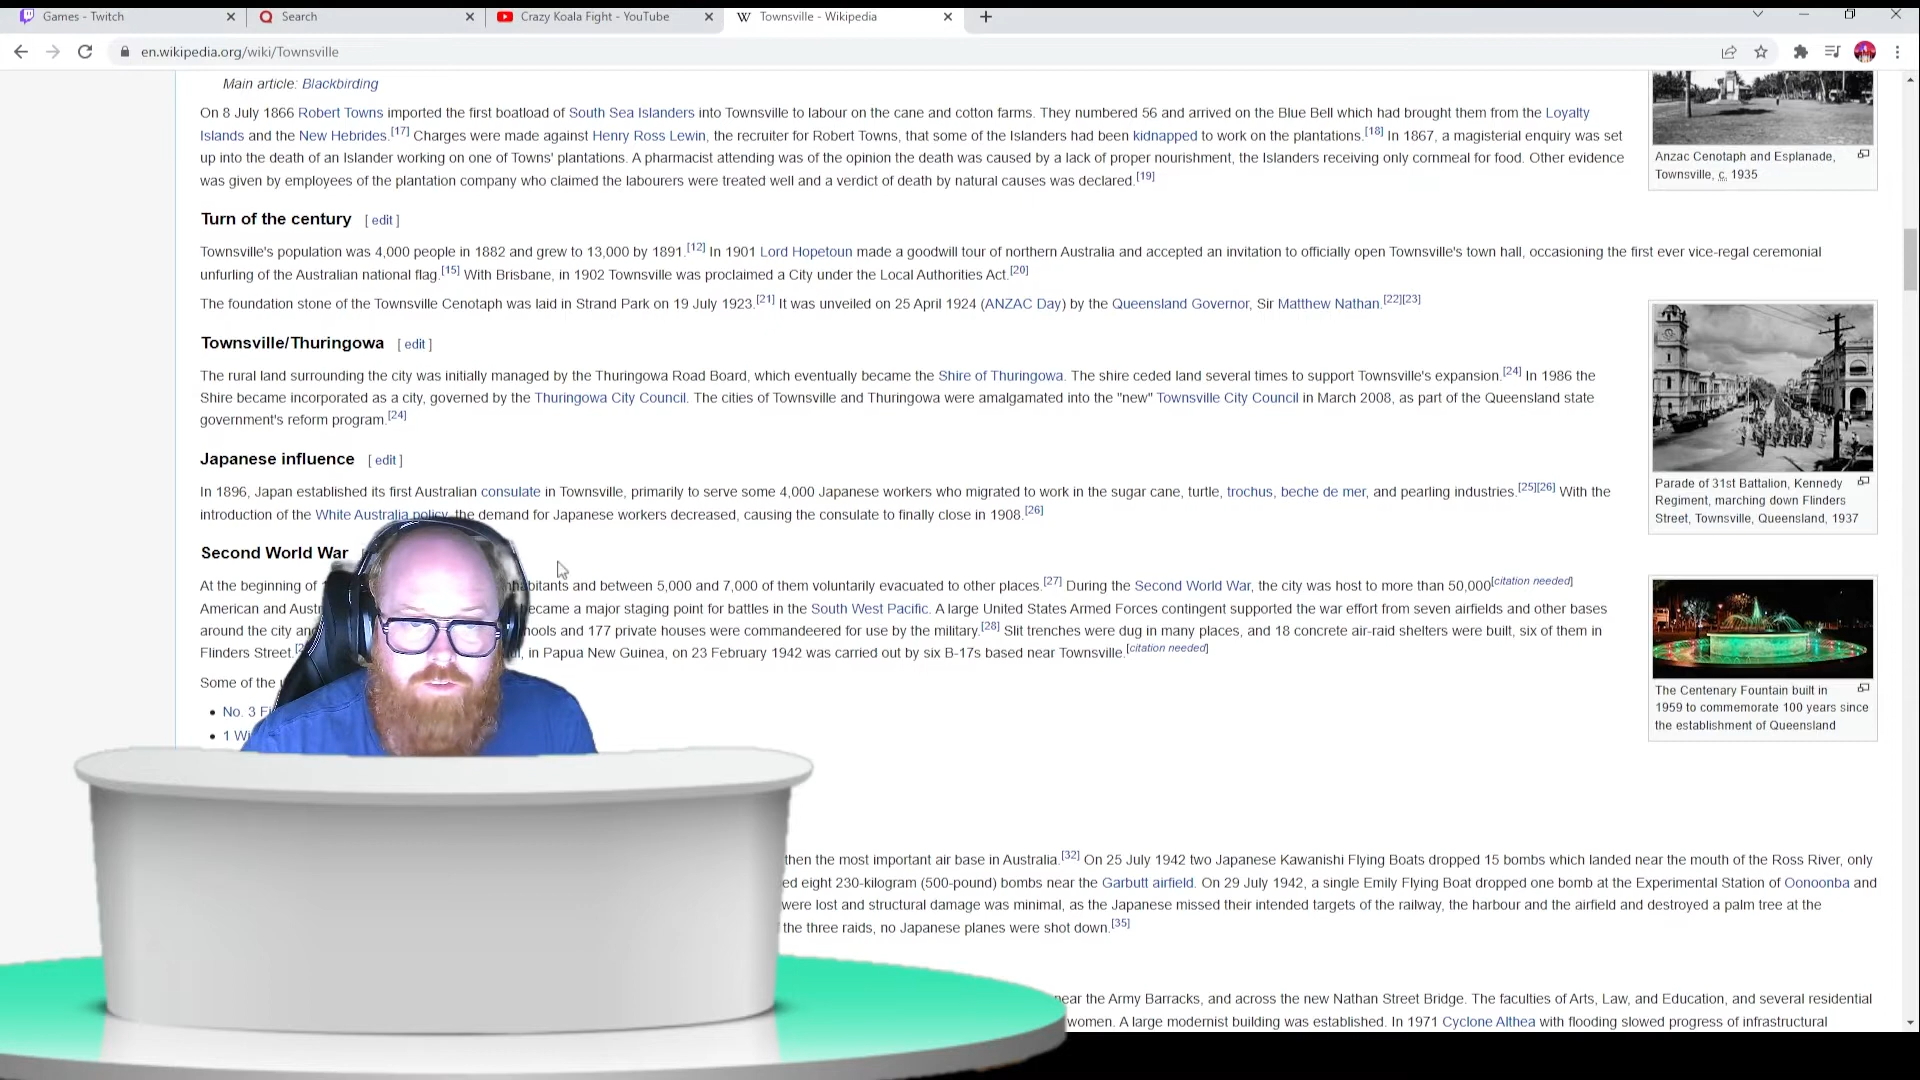 Games - Twitch
Search
Crazy Koala Fight - YouTube
W Townsville - Wikipedia
en.wikipedia.org/wiki/Townsville
Main article: Blackbirding
On 8 July 1866 Robert Towns imported the first boatload of South Sea Islanders into Townsville to labour on the cane and cotton farms. They numbered 56 and arrived on the Blue Bell which had brought them from the Loyalty
Islands and the New Hebrides.[17] Charges were made against Henry Ross Lewin, the recruiter for Robert Towns, that some of the Islanders had been kidnapped to work on the plantations.[18] In 1867, a magisterial enquiry was set
up into the death of an Islander working on one of Towns' plantations. A pharmacist attending was of the opinion the death was caused by a lack of proper nourishment, the Islanders receiving only cornmeal for food. Other evidence
was given by employees of the plantation company who claimed the labourers were treated well and a verdict of death by natural causes was declared.[19]
Anzac Cenotaph and Esplanade,
Townsville, c. 1935
Turn of the century [ edit ]
Townsville's population was 4,000 people in 1882 and grew to 13,000 by 1891.[12] In 1901 Lord Hopetoun made a goodwill tour of northern Australia and accepted an invitation to officially open Townsville's town hall, occasioning the first ever vice-regal ceremonial
unfurling of the Australian national flag.[15] With Brisbane, in 1902 Townsville was proclaimed a City under the Local Authorities Act.[20]
The foundation stone of the Townsville Cenotaph was laid in Strand Park on 19 July 1923.[21] It was unveiled on 25 April 1924 (ANZAC Day) by the Queensland Governor, Sir Matthew Nathan.[22][23]
Townsville/Thuringowa [ edit ]
The rural land surrounding the city was initially managed by the Thuringowa Road Board, which eventually became the Shire of Thuringowa. The shire ceded land several times to support Townsville's expansion.[24] In 1986 the
Shire became incorporated as a city, governed by the Thuringowa City Council. The cities of Townsville and Thuringowa were amalgamated into the "new" Townsville City Council in March 2008, as part of the Queensland state
government's reform program.[24]
Japanese influence [ edit ]
In 1896, Japan established its first Australian consulate in Townsville, primarily to serve some 4,000 Japanese workers who migrated to work in the sugar cane, turtle, trochus, beche de mer, and pearling industries.[25][26] With the
introduction of the White Australia policy, the demand for Japanese workers decreased, causing the consulate to finally close in 1908.[26]
Parade of 31st Battalion, Kennedy
Regiment, marching down Flinders
Street, Townsville, Queensland, 1937
Second World War
At the beginning of habitants and between 5,000 and 7,000 of them voluntarily evacuated to other places.[27] During the Second World War, the city was host to more than 50,000[citation needed]
American and Aust became a major staging point for battles in the South West Pacific. A large United States Armed Forces contingent supported the war effort from seven airfields and other bases
around the city an hools and 177 private houses were commandeered for use by the military.[28] Slit trenches were dug in many places, and 18 concrete air-raid shelters were built, six of them in
Flinders Street. in Papua New Guinea, on 23 February 1942 was carried out by six B-17s based near Townsville.[citation needed]
Some of the
No. 3 Fi
1 Wi
The Centenary Fountain built in
1959 to commemorate 100 years since
the establishment of Queensland
then the most important air base in Australia.[32] On 25 July 1942 two Japanese Kawanishi Flying Boats dropped 15 bombs which landed near the mouth of the Ross River, only
ed eight 230-kilogram (500-pound) bombs near the Garbutt airfield. On 29 July 1942, a single Emily Flying Boat dropped one bomb at the Experimental Station of Oonoonba and
were lost and structural damage was minimal, as the Japanese missed their intended targets of the railway, the harbour and the airfield and destroyed a palm tree at the
the three raids, no Japanese planes were shot down.[35]
near the Army Barracks, and across the new Nathan Street Bridge. The faculties of Arts, Law, and Education, and several residential
women. A large modernist building was established. In 1971 Cyclone Althea with flooding slowed progress of infrastructural